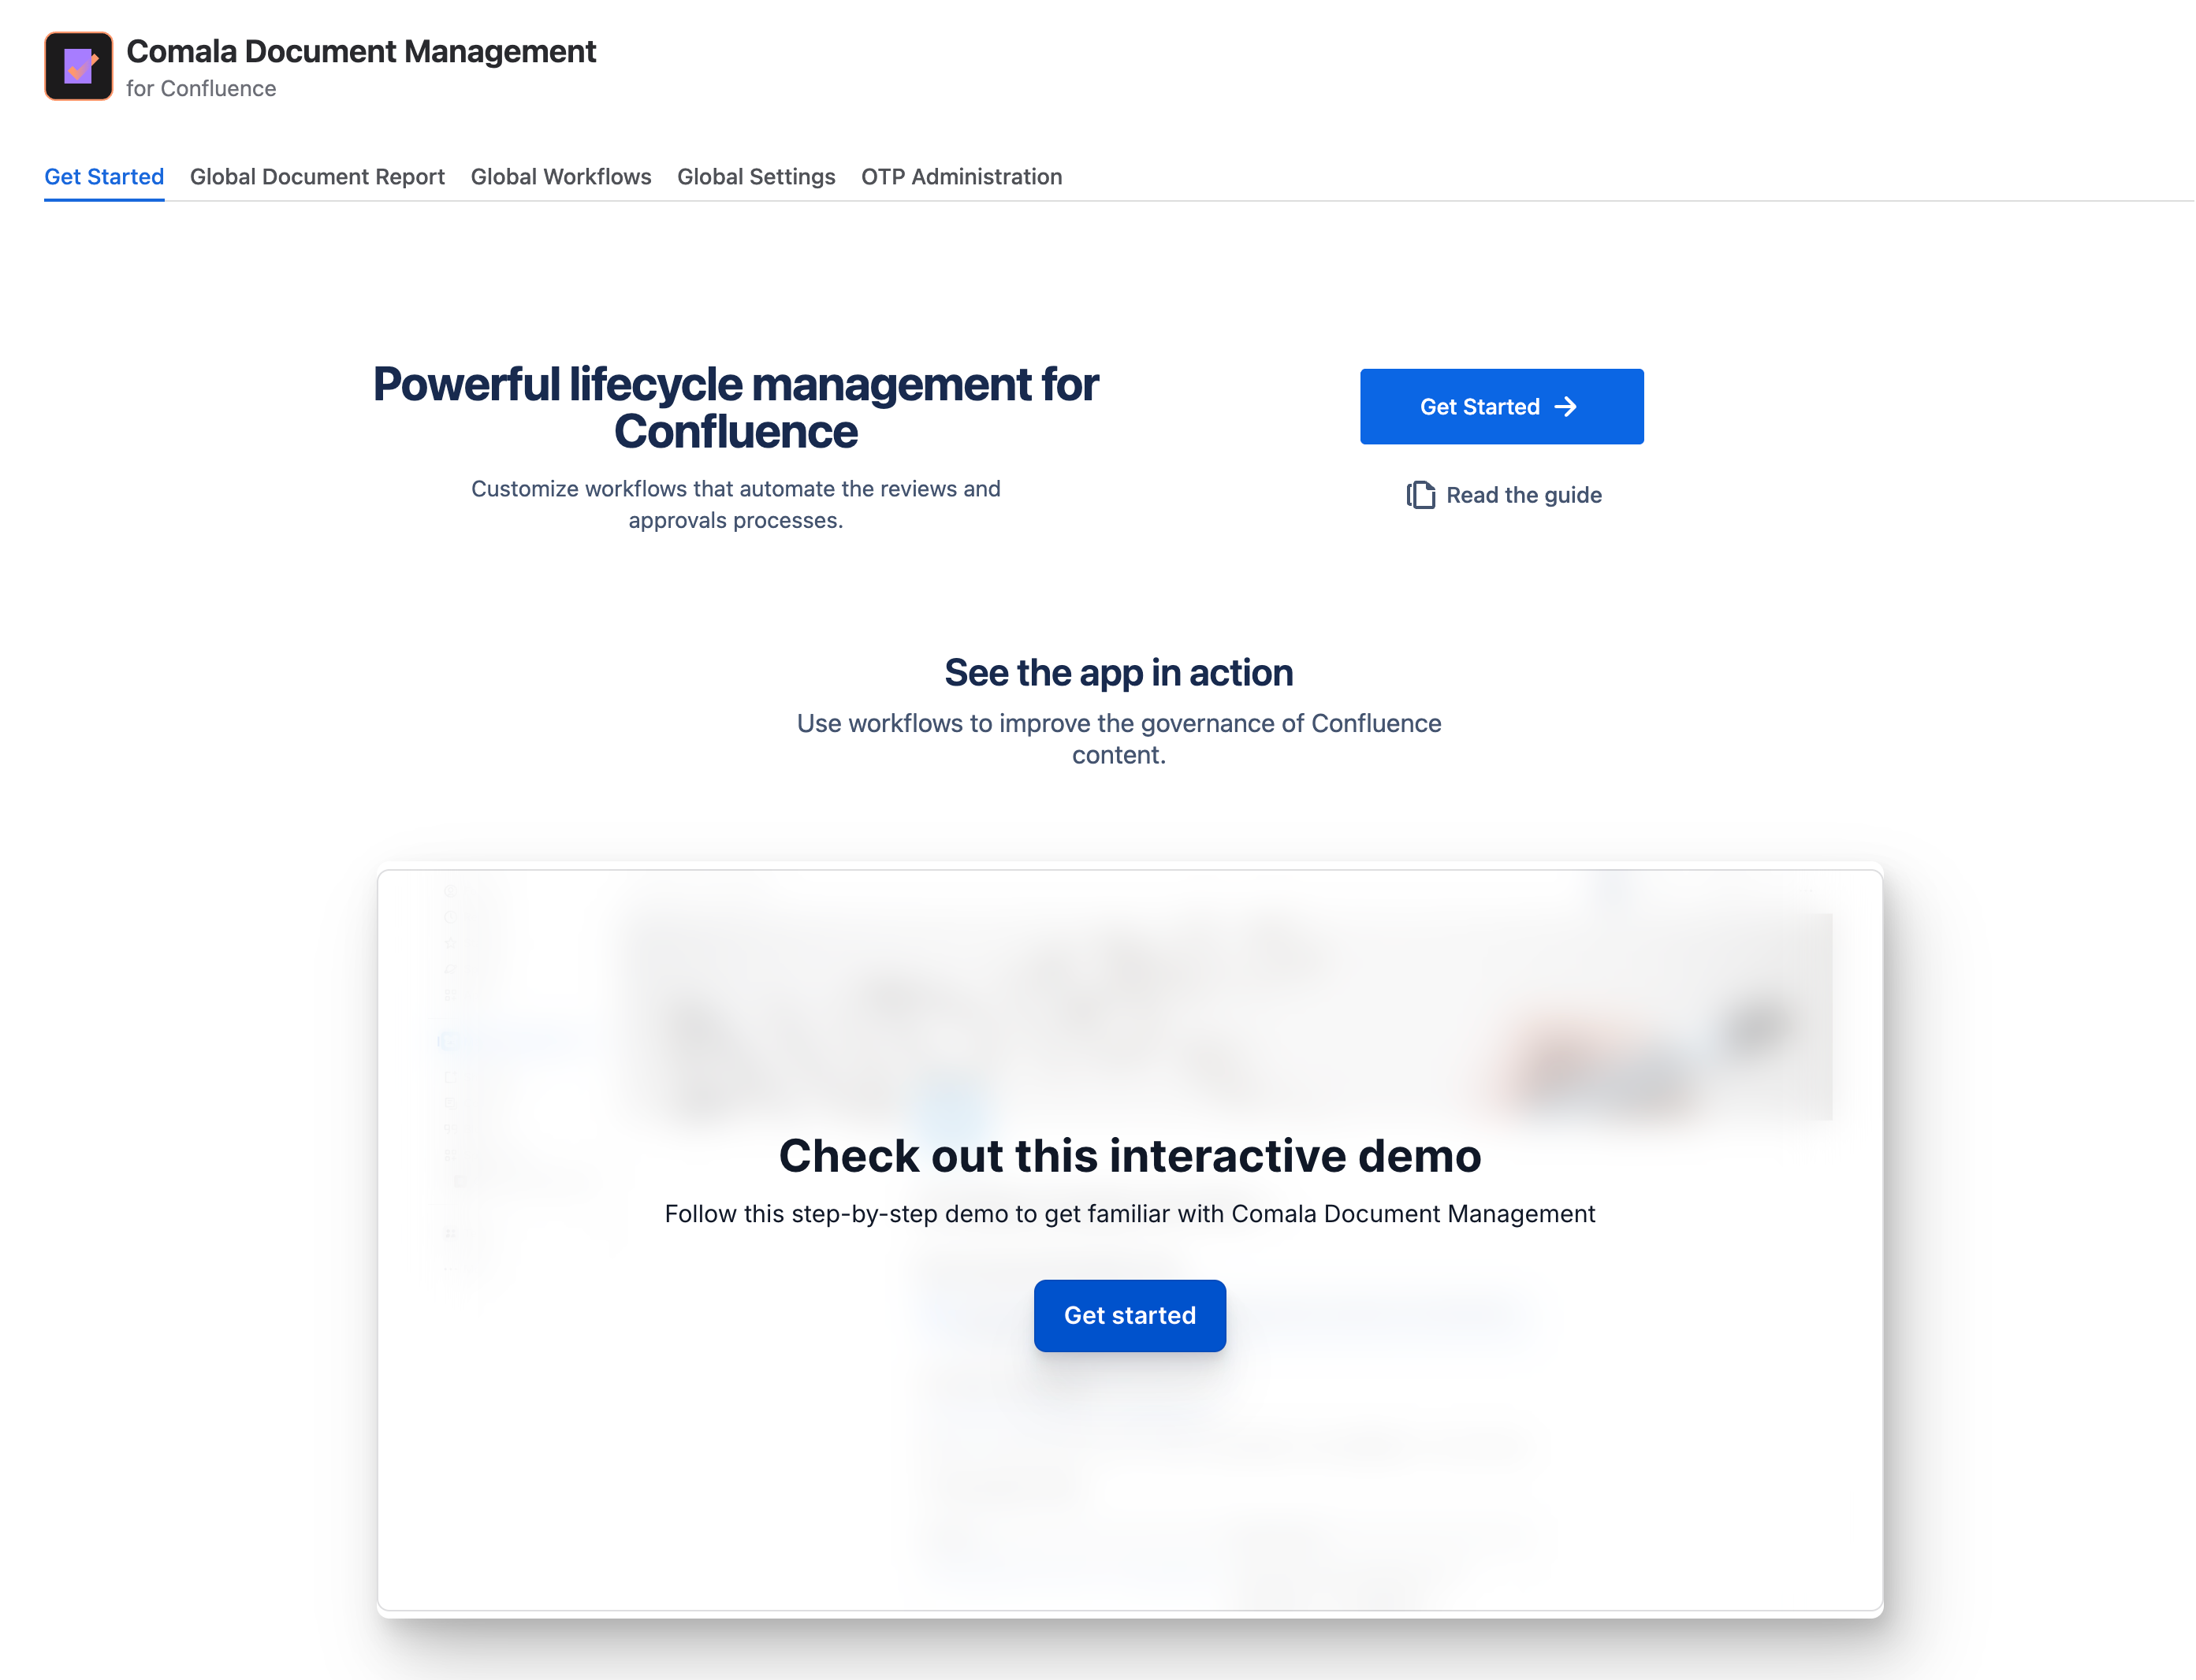 Comala Document Management
for Confluence
Get Started Global Document Report Global Workflows Global Settings OTP Administration
Powerful lifecycle management for
Confluence
Customize workflows that automate the reviews and
approvals processes.
Get Started
Read the guide
See the app in action
Use workflows to improve the governance of Confluence
content.
Check out this interactive demo
Follow this step-by-step demo to get familiar with Comala Document Management
Get started